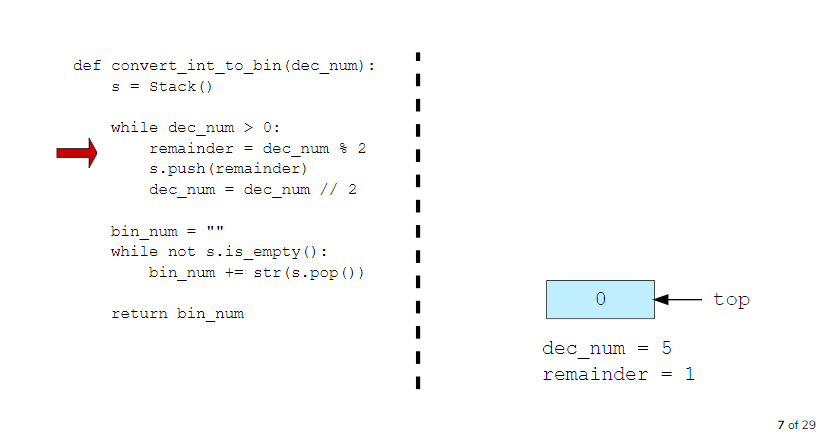 def convert_int_to_bin(dec_num):
    s = Stack()
    while dec_num > 0:
        remainder = dec_num % 2
        s.push(remainder)
        dec_num = dec_num // 2
    bin_num = ""
    while not s.is_empty():
        bin_num += str(s.pop())
    return bin_num
0 top
dec_num = 5
remainder = 1
7 of 29